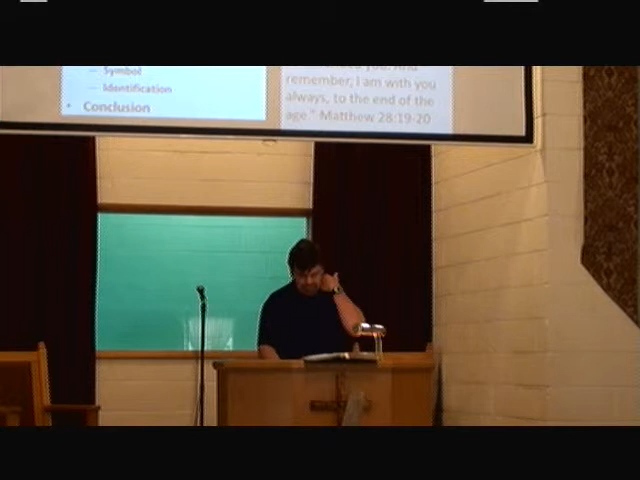 – Symbol
– Identification
• Conclusion
you. And
remember, I am with you
always, to the end of the
age." Matthew 28:19-20